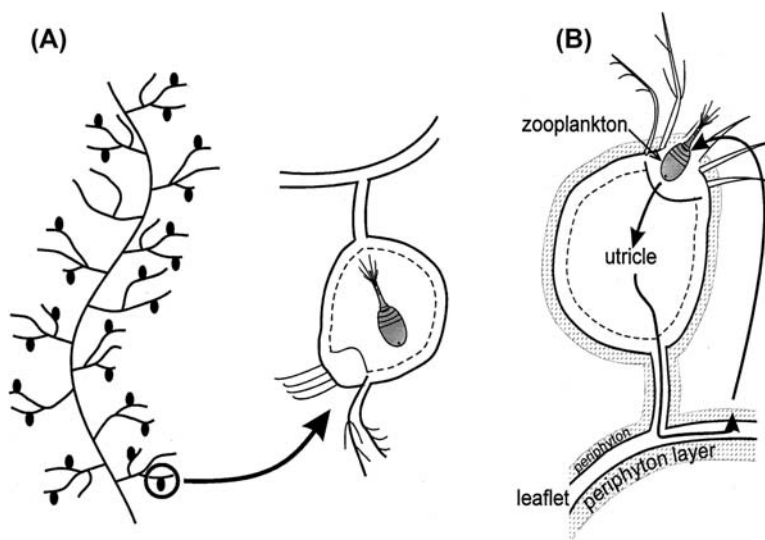 (A)
(B)
zooplankton
utricle
periphyton
leaflet
periphyton layer